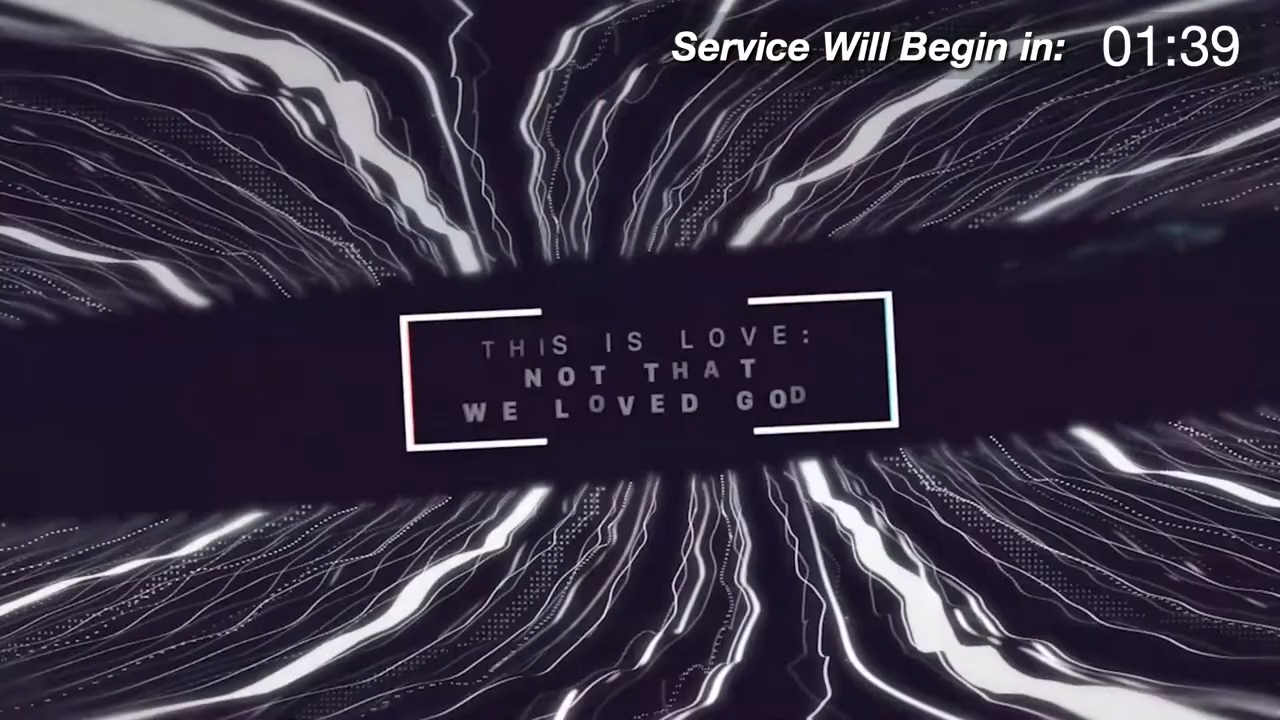 Service Will Begin in: 01:39
THIS IS LOVE:
NOT THAT
WE LOVED GOD